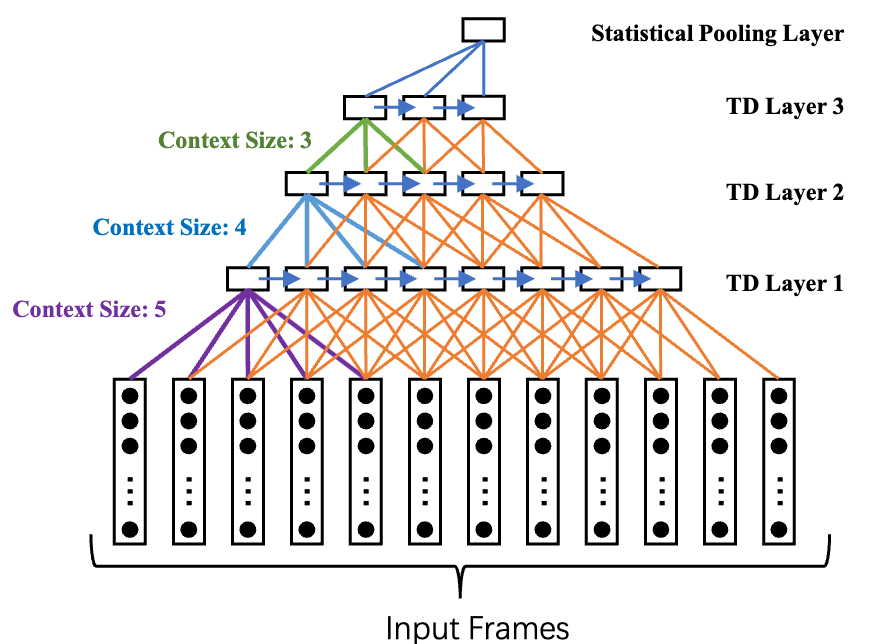 Statistical Pooling Layer
TD Layer 3
Context Size: 3
TD Layer 2
Context Size: 4
TD Layer 1
Context Size: 5
Input Frames